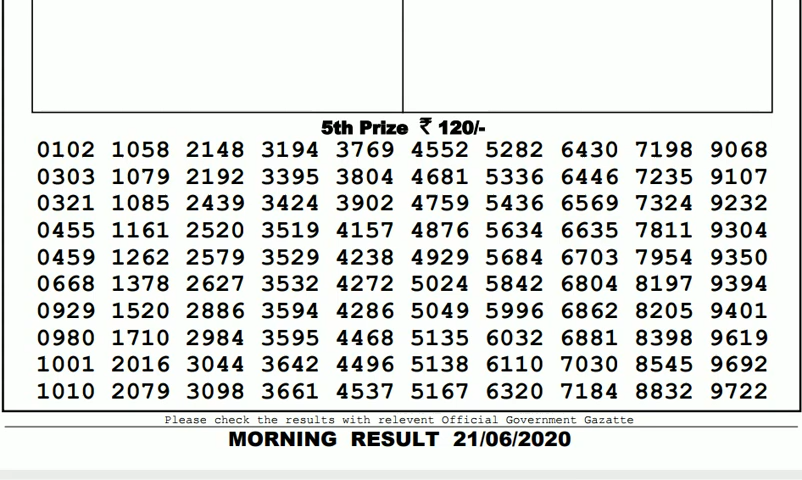 5th Prize ₹ 120/-
0102 1058 2148 3194 3769 4552 5282 6430 7198 9068
0303 1079 2192 3395 3804 4681 5336 6446 7235 9107
0321 1085 2439 3424 3902 4759 5436 6569 7324 9232
0455 1161 2520 3519 4157 4876 5634 6635 7811 9304
0459 1262 2579 3529 4238 4929 5684 6703 7954 9350
0668 1378 2627 3532 4272 5024 5842 6804 8197 9394
0929 1520 2886 3594 4286 5049 5996 6862 8205 9401
0980 1710 2984 3595 4468 5135 6032 6881 8398 9619
1001 2016 3044 3642 4496 5138 6110 7030 8545 9692
1010 2079 3098 3661 4537 5167 6320 7184 8832 9722
Please check the results with relevent Official Government Gazatte
MORNING RESULT 21/06/2020